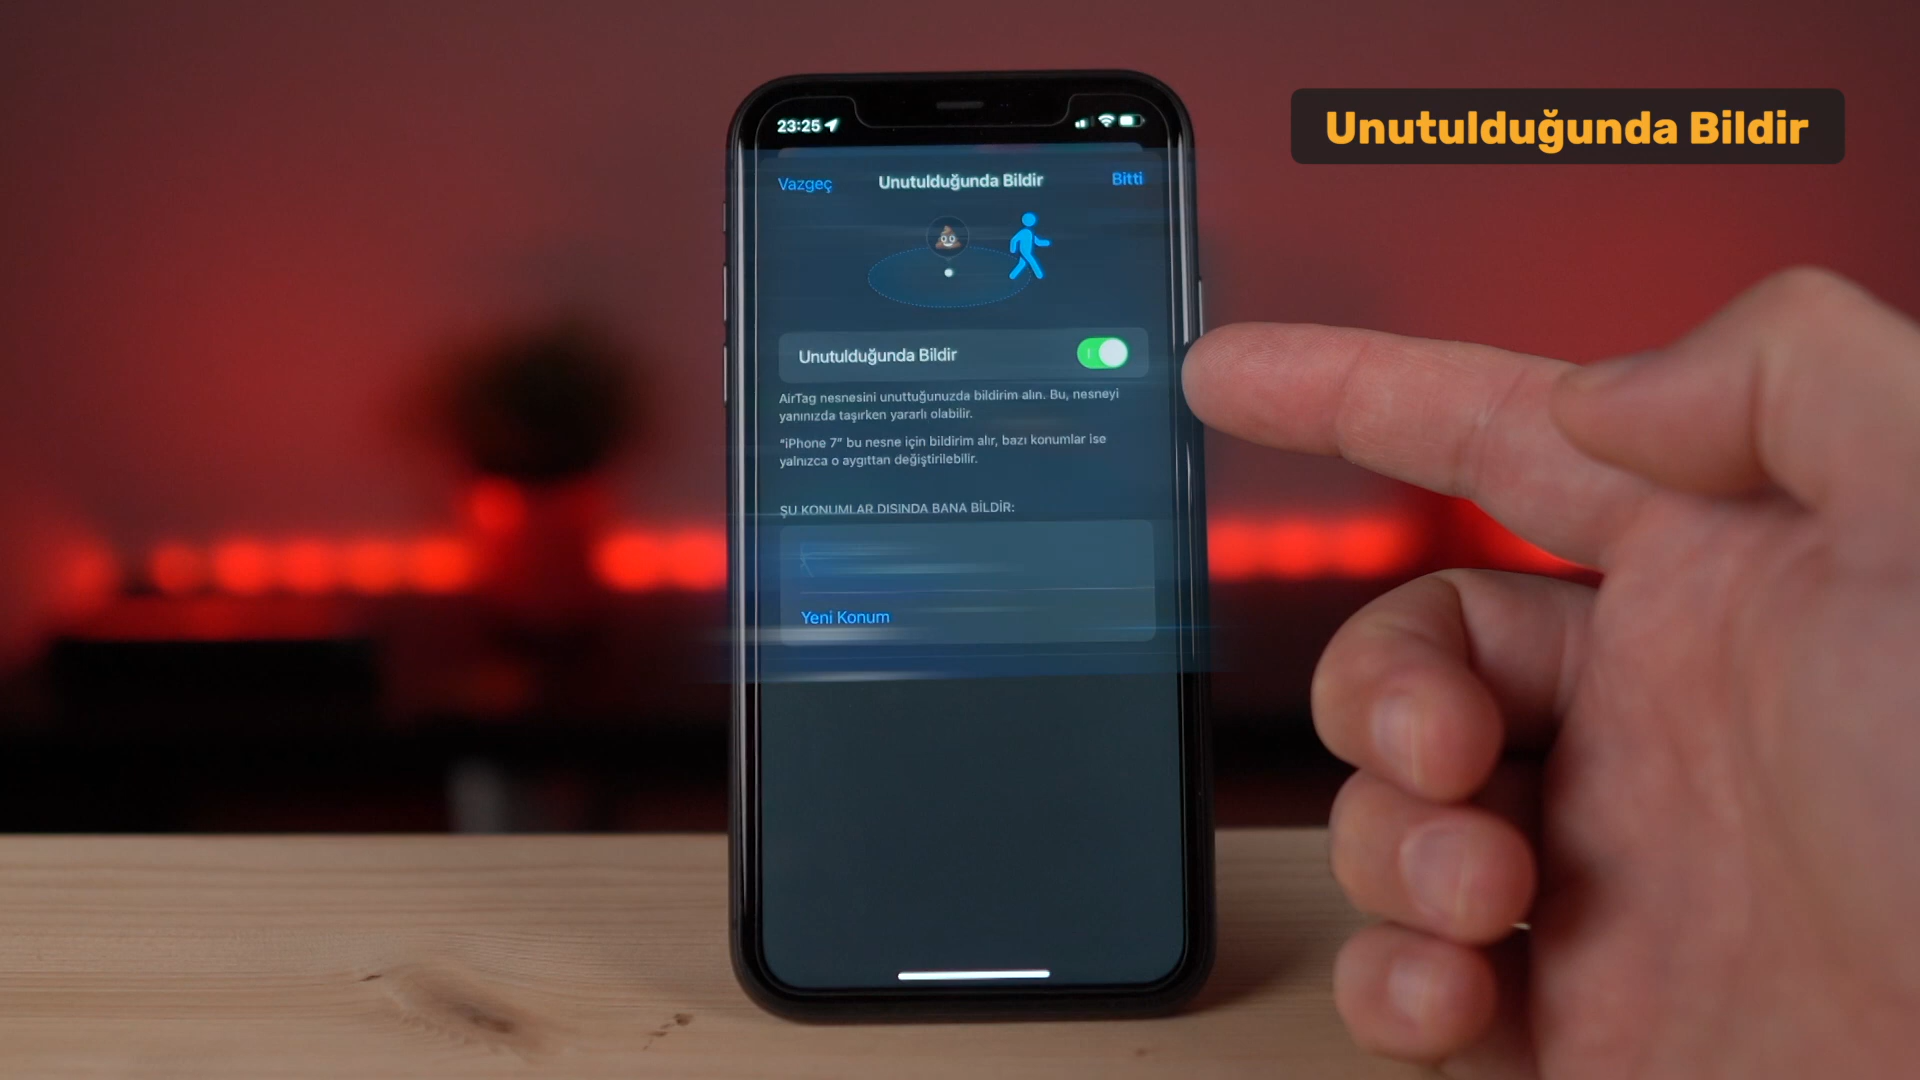 Unutulduğunda Bildir
23:25
Vazgeç Unutulduğunda Bildir Bitti
Unutulduğunda Bildir
AirTag nesnesini unuttuğunuzda bildirim alın. Bu, nesneyi
yanınızda taşırken yararlı olabilir.
"iPhone 7" bu nesne için bildirim alır, bazı konumlar ise
yalnızca o aygıttan değiştirilebilir.
ŞU KONUMLAR DIŞINDA BANA BİLDİR:
Yeni Konum